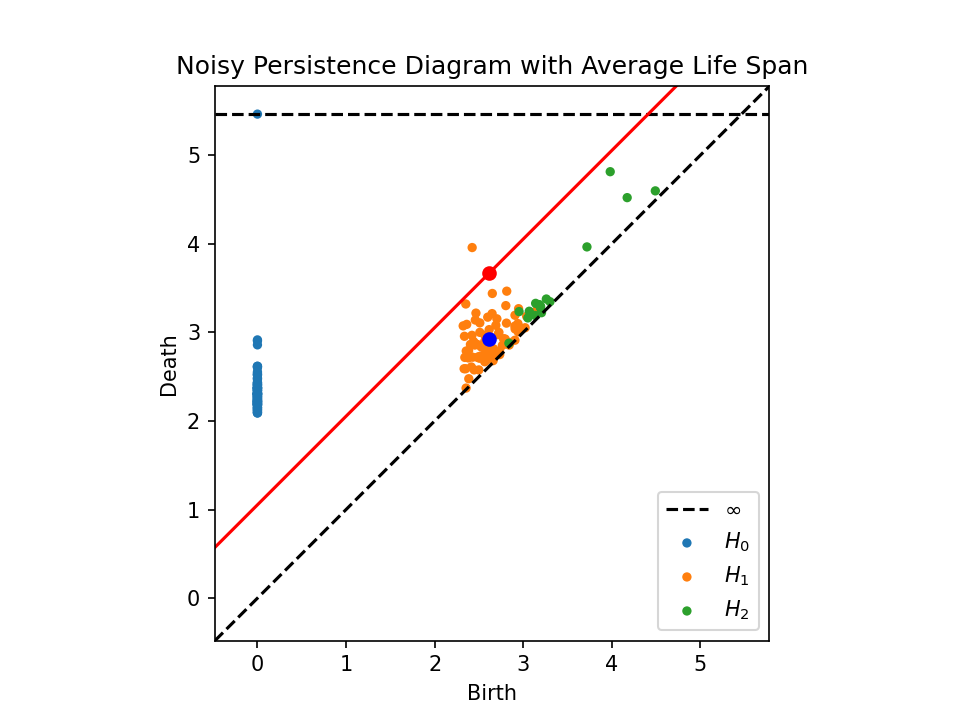 Noisy Persistence Diagram with Average Life Span
Death
5
4
3
2
1
0
0 1 2 3 4 5
Birth
∞
H₀
H₁
H₂